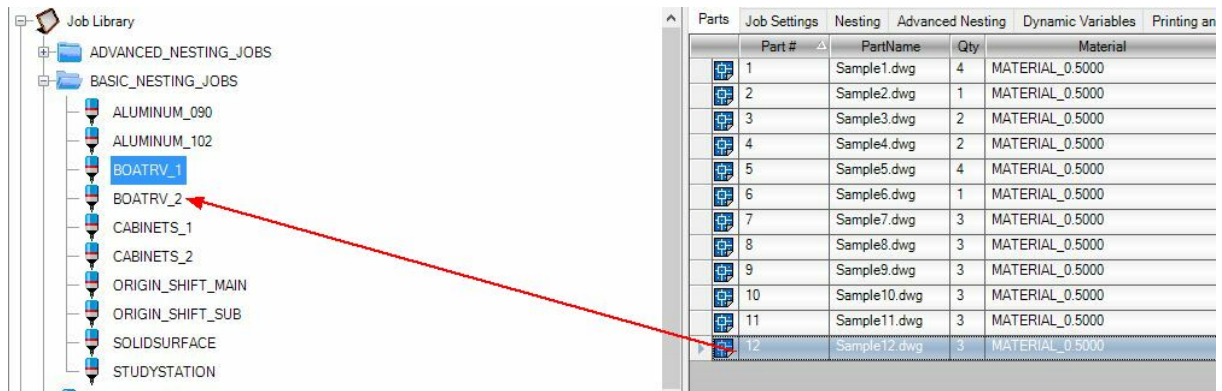 Job Library
ADVANCED_NESTING_JOBS
BASIC_NESTING_JOBS
ALUMINUM_090
ALUMINUM_102
BOATRV_1
BOATRV_2
CABINETS_1
CABINETS_2
ORIGIN_SHIFT_MAIN
ORIGIN_SHIFT_SUB
SOLIDSURFACE
STUDYSTATION
Parts Job Settings Nesting Advanced Nesting Dynamic Variables Printing an
Part # PartName Qty Material
1 Sample1.dwg 4 MATERIAL_0.5000
2 Sample2.dwg 1 MATERIAL_0.5000
3 Sample3.dwg 2 MATERIAL_0.5000
4 Sample4.dwg 2 MATERIAL_0.5000
5 Sample5.dwg 4 MATERIAL_0.5000
6 Sample6.dwg 1 MATERIAL_0.5000
7 Sample7.dwg 3 MATERIAL_0.5000
8 Sample8.dwg 3 MATERIAL_0.5000
9 Sample9.dwg 3 MATERIAL_0.5000
10 Sample10.dwg 3 MATERIAL_0.5000
11 Sample11.dwg 3 MATERIAL_0.5000
12 Sample12.dwg 3 MATERIAL_0.5000